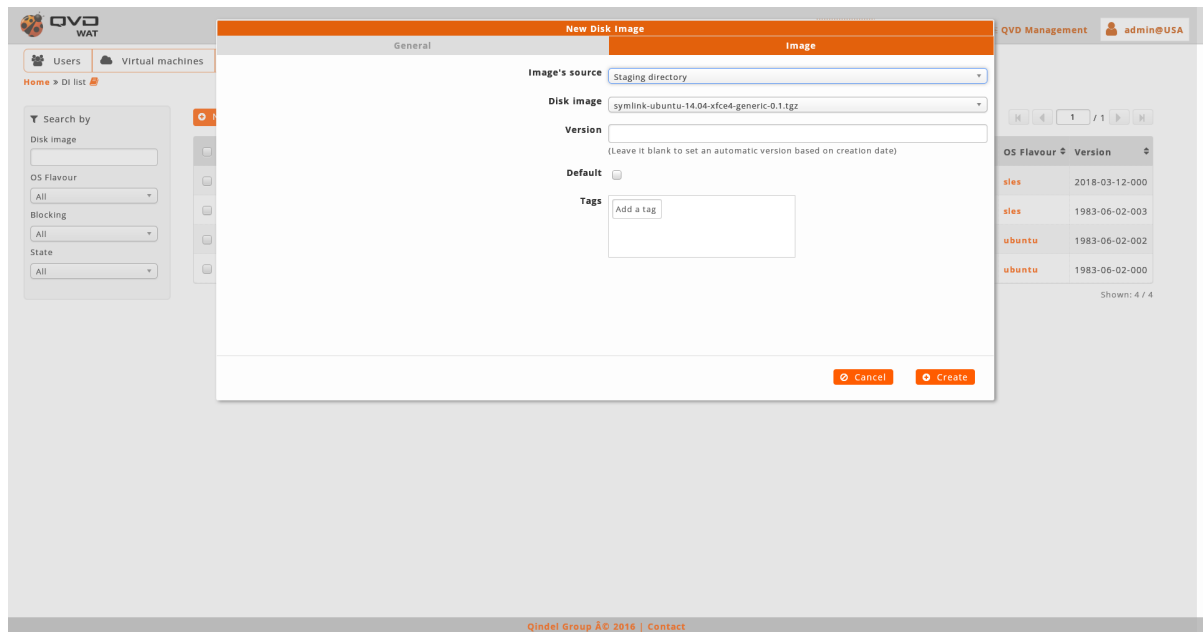 QVD
WAT
QVD Management
admin@USA
Users
Virtual machines
Home » DI list
New Disk Image
General
Image
Image's source
Staging directory
Disk image
symlink-ubuntu-14.04-xfce4-generic-0.1.tgz
Version
(Leave it blank to set an automatic version based on creation date)
Default
Tags
Add a tag
Cancel
Create
Search by
Disk image
OS Flavour
All
Blocking
All
State
All
N
1 / 1
OS Flavour Version
sles 2018-03-12-000
sles 1983-06-02-003
ubuntu 1983-06-02-002
ubuntu 1983-06-02-000
Shown: 4 / 4
Qindel Group Â© 2016 | Contact